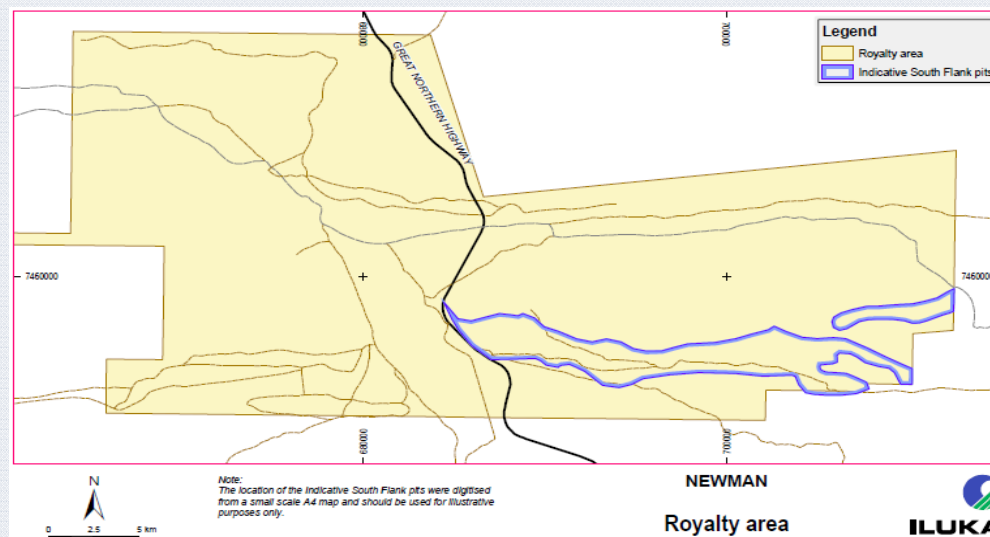 Legend
Royalty area
Indicative South Flank pits
680000
700000
GREAT NORTHERN HIGHWAY
7460000
7460000
680000
700000
N
0 2.5 5 km
Note:
The location of the Indicative South Flank pits were digitised
from a small scale A4 map and should be used for illustrative
purposes only.
NEWMAN
Royalty area
ILUKA